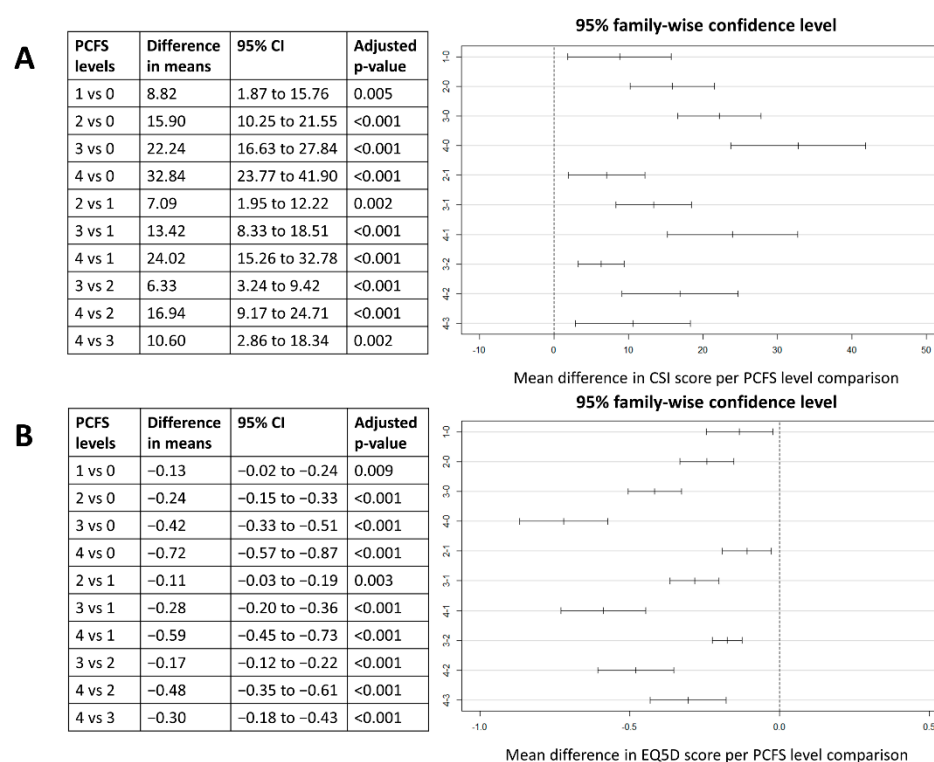 A
PCFS levels | Difference in means | 95% CI | Adjusted p-value
1 vs 0 | 8.82 | 1.87 to 15.76 | 0.005
2 vs 0 | 15.90 | 10.25 to 21.55 | <0.001
3 vs 0 | 22.24 | 16.63 to 27.84 | <0.001
4 vs 0 | 32.84 | 23.77 to 41.90 | <0.001
2 vs 1 | 7.09 | 1.95 to 12.22 | 0.002
3 vs 1 | 13.42 | 8.33 to 18.51 | <0.001
4 vs 1 | 24.02 | 15.26 to 32.78 | <0.001
3 vs 2 | 6.33 | 3.24 to 9.42 | <0.001
4 vs 2 | 16.94 | 9.17 to 24.71 | <0.001
4 vs 3 | 10.60 | 2.86 to 18.34 | 0.002
95% family-wise confidence level
1-0
2-0
3-0
4-0
2-1
3-1
4-1
3-2
4-2
4-3
-10 0 10 20 30 40 50
Mean difference in CSI score per PCFS level comparison
B
PCFS levels | Difference in means | 95% CI | Adjusted p-value
1 vs 0 | −0.13 | −0.02 to −0.24 | 0.009
2 vs 0 | −0.24 | −0.15 to −0.33 | <0.001
3 vs 0 | −0.42 | −0.33 to −0.51 | <0.001
4 vs 0 | −0.72 | −0.57 to −0.87 | <0.001
2 vs 1 | −0.11 | −0.03 to −0.19 | 0.003
3 vs 1 | −0.28 | −0.20 to −0.36 | <0.001
4 vs 1 | −0.59 | −0.45 to −0.73 | <0.001
3 vs 2 | −0.17 | −0.12 to −0.22 | <0.001
4 vs 2 | −0.48 | −0.35 to −0.61 | <0.001
4 vs 3 | −0.30 | −0.18 to −0.43 | <0.001
95% family-wise confidence level
1-0
2-0
3-0
4-0
2-1
3-1
4-1
3-2
4-2
4-3
-1.0 -0.5 0.0 0.5
Mean difference in EQ5D score per PCFS level comparison